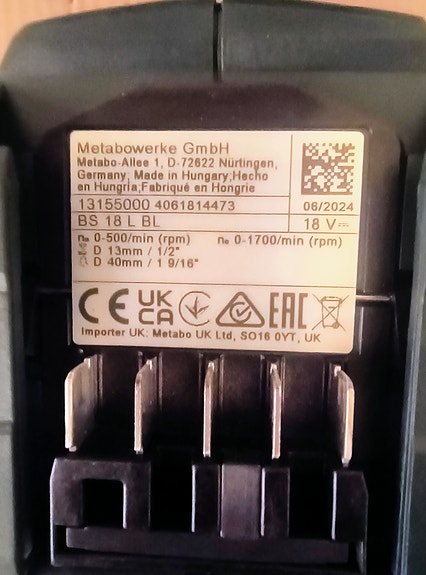 Metabowerke GmbH
Metabo-Allee 1, D-72622 Nürtingen,
Germany; Made in Hungary;Hecho
en Hungria;Fabriqué en Hongrie
13155000 4061814473
06/2024
BS 18 L BL
18 V
n₀ 0-500/min (rpm)
n₀ 0-1700/min (rpm)
D 13mm / 1/2"
D 40mm / 1 9/16"
CE
UK
CA
EAC
Importer UK: Metabo UK Ltd, SO16 0YT, UK